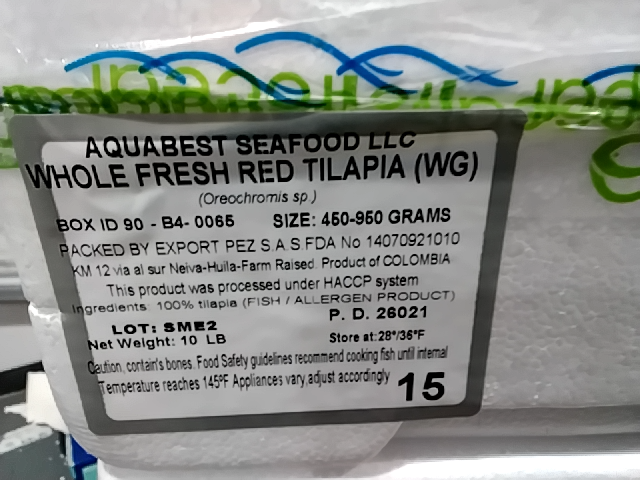 AQUABEST SEAFOOD LLC
WHOLE FRESH RED TILAPIA (WG)
(Oreochromis sp.)
BOX ID 90 - B4- 0065 SIZE: 450-950 GRAMS
PACKED BY EXPORT PEZ S.A.S FDA No 14070921010
KM 12 via al sur Neiva-Huila-Farm Raised. Product of COLOMBIA
This product was processed under HACCP system
Ingredients: 100% tilapia (FISH / ALLERGEN PRODUCT)
P. D. 26021
LOT: SME2
Net Weight: 10 LB Store at:28°/36°F
Caution, contain's bones. Food Safety guidelines recommend cooking fish until internal
Temperature reaches 145°F Appliances vary,adjust accordingly
15